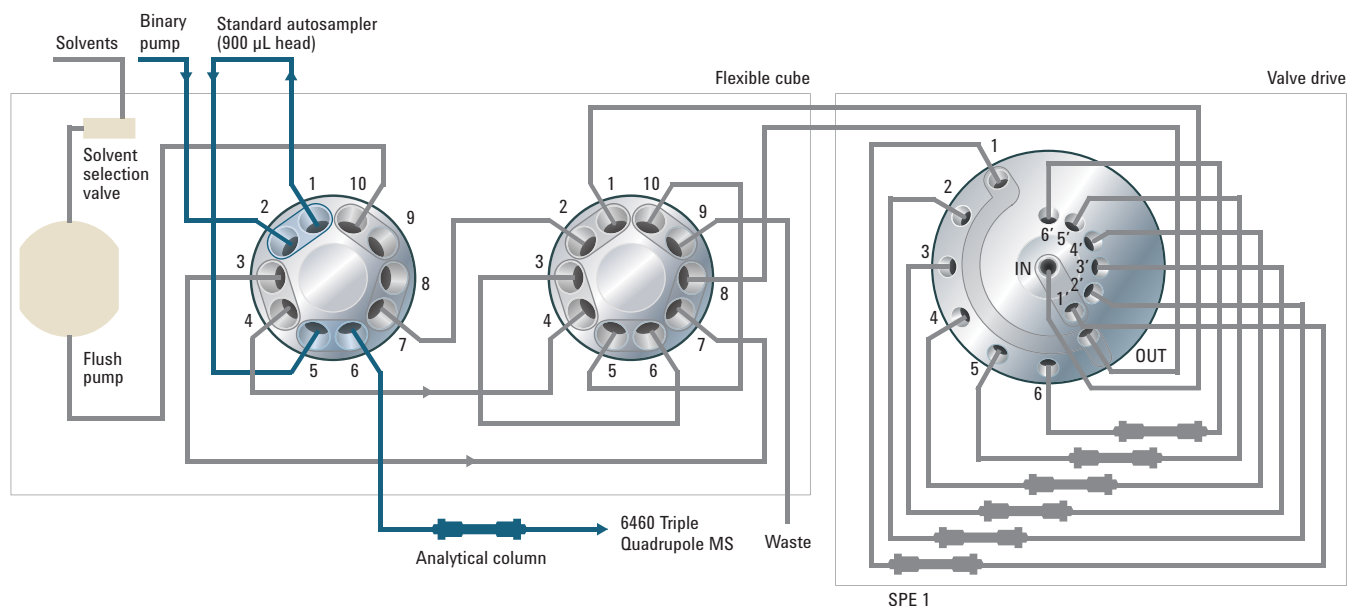 Solvents
Binary
pump
Standard autosampler
(900 µL head)
Flexible cube
Valve drive
Solvent
selection
valve
Flush
pump
1
2
3
4
5
6
7
8
9
10
1
2
3
4
5
6
7
8
9
10
1
2
3
4
5
6
6′
5′
4′
3′
2′
1′
IN
OUT
Analytical column
6460 Triple
Quadrupole MS
Waste
SPE 1